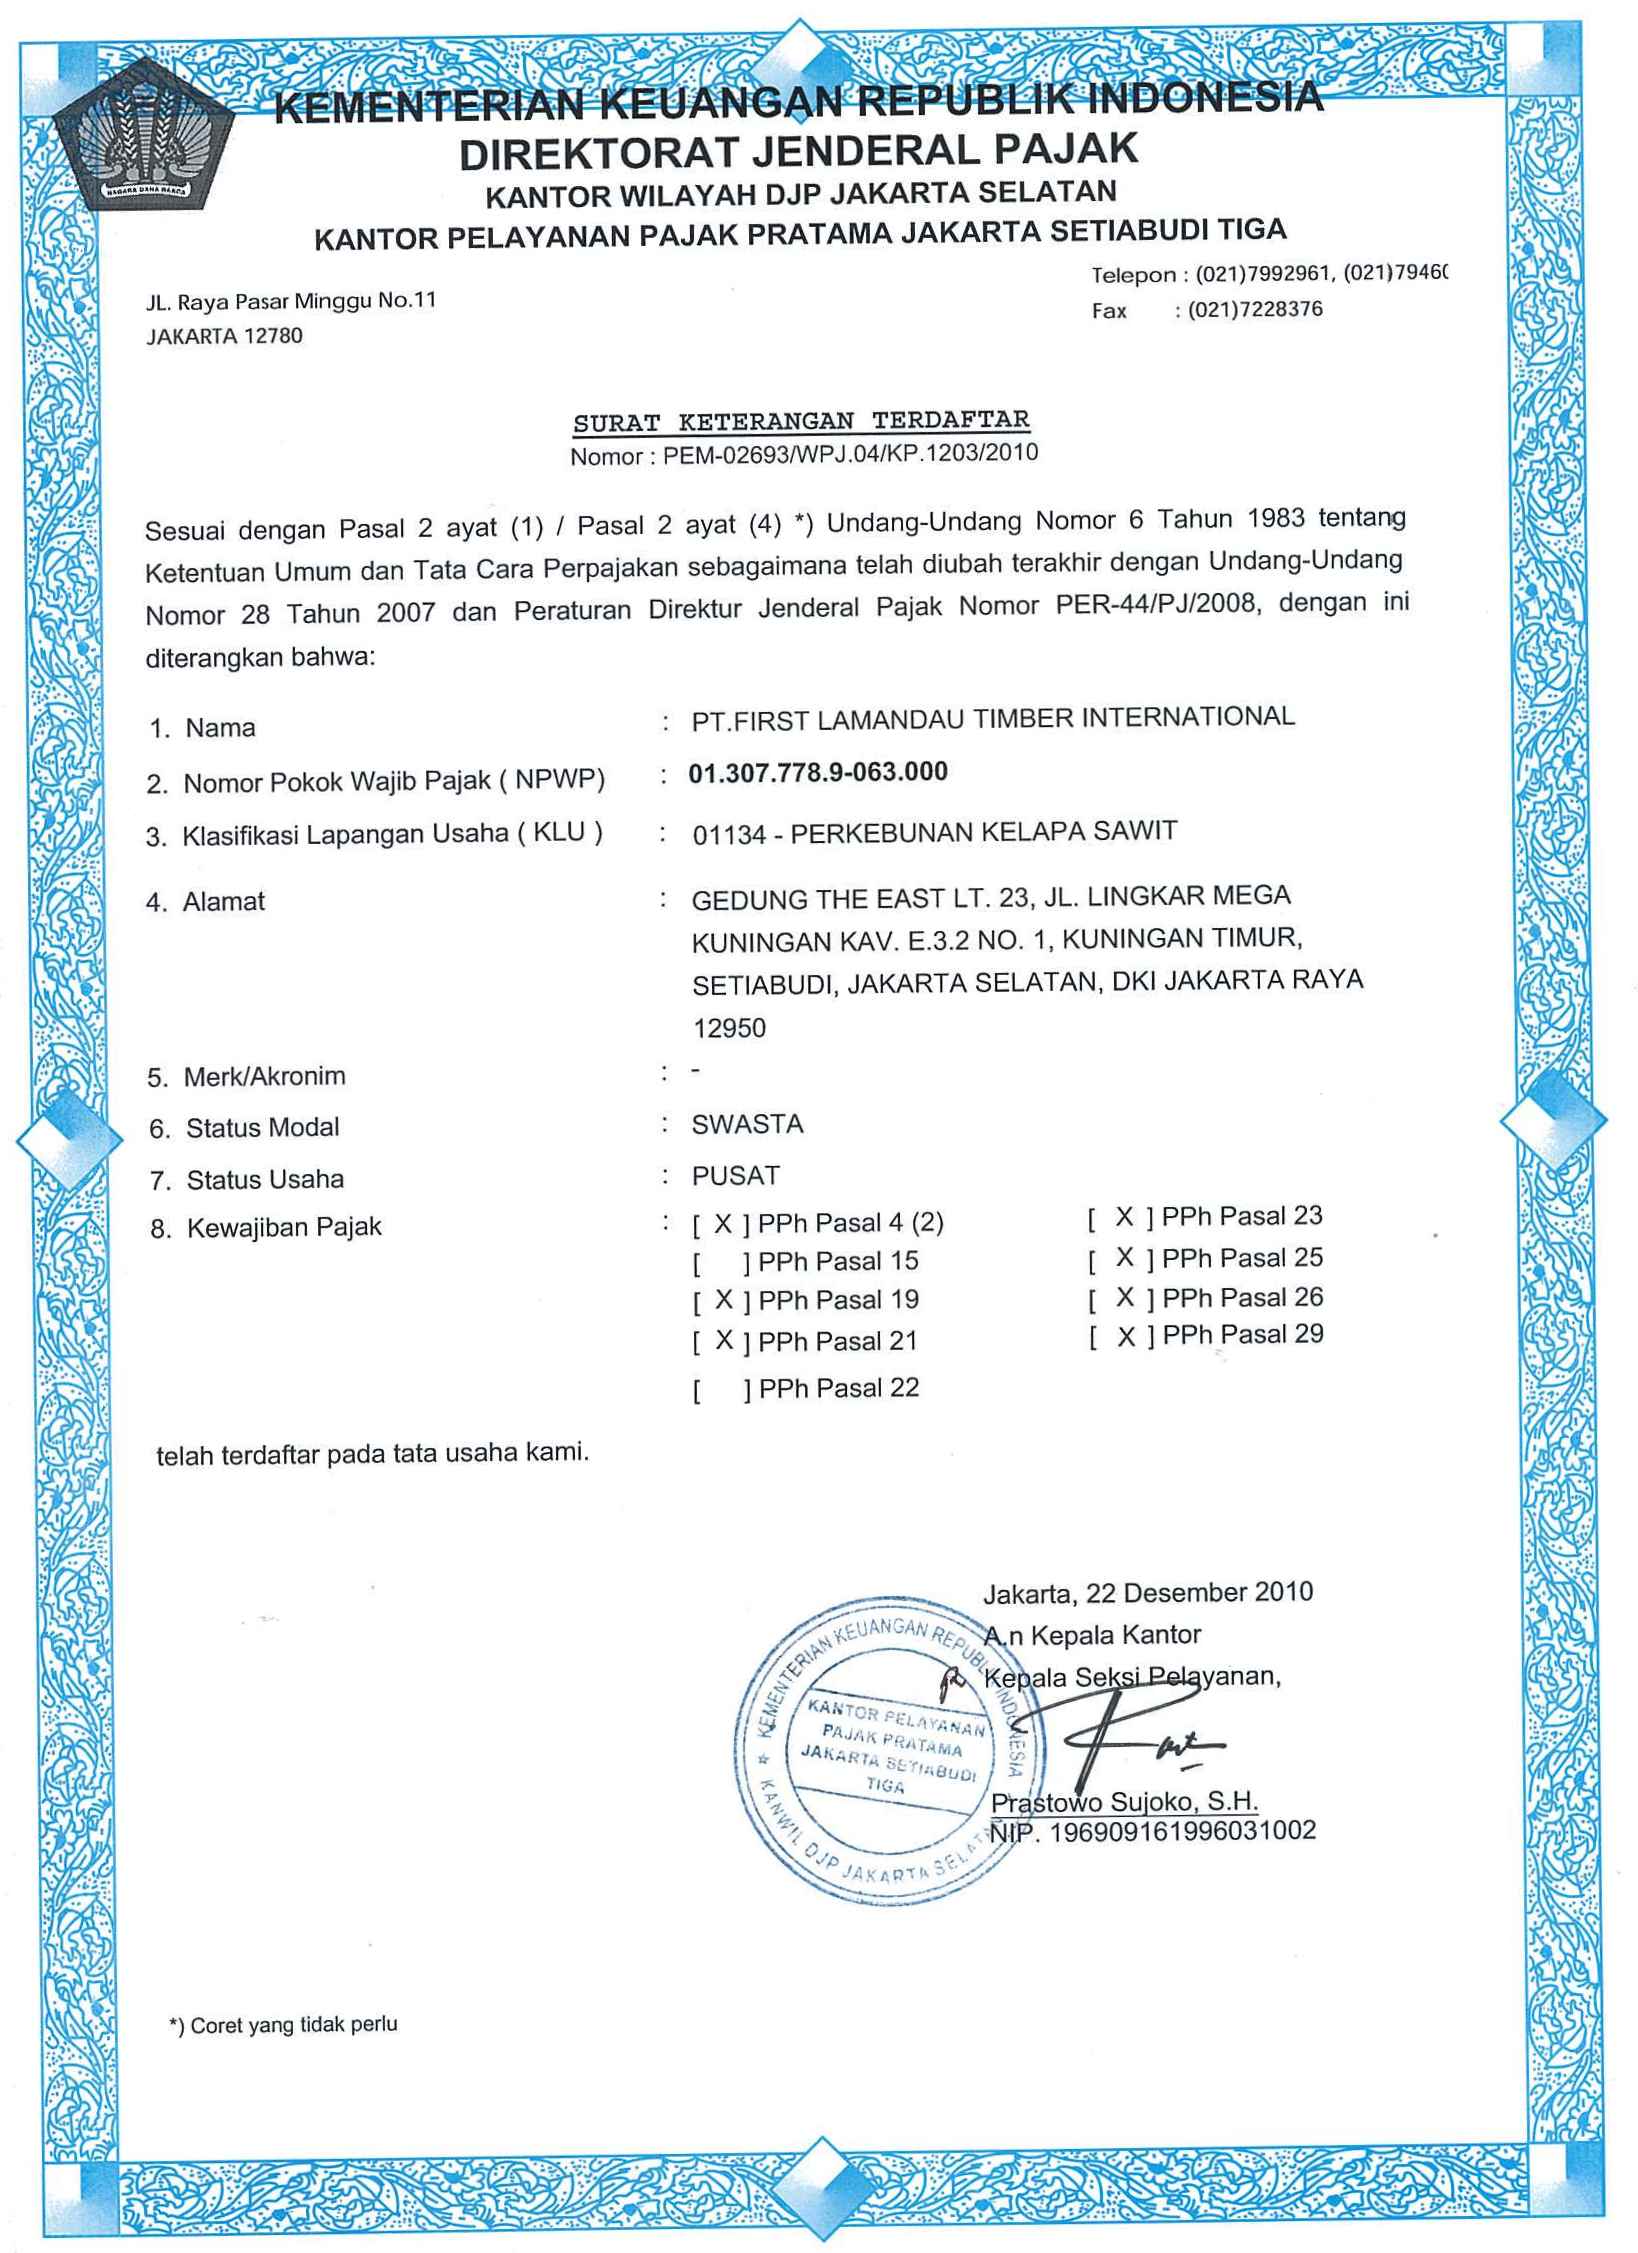 KEMENTERIAN KEUANGAN REPUBLIK INDONESIA
DIREKTORAT JENDERAL PAJAK
KANTOR WILAYAH DJP JAKARTA SELATAN
KANTOR PELAYANAN PAJAK PRATAMA JAKARTA SETIABUDI TIGA
NAGARA DANA RAKCA
Telepon : (021)7992961, (021)7946
Fax : (021)7228376
JL. Raya Pasar Minggu No.11
JAKARTA 12780
SURAT KETERANGAN TERDAFTAR
Nomor : PEM-02693/WPJ.04/KP.1203/2010
Sesuai dengan Pasal 2 ayat (1) / Pasal 2 ayat (4) *) Undang-Undang Nomor 6 Tahun 1983 tentang
Ketentuan Umum dan Tata Cara Perpajakan sebagaimana telah diubah terakhir dengan Undang-Undang
Nomor 28 Tahun 2007 dan Peraturan Direktur Jenderal Pajak Nomor PER-44/PJ/2008, dengan ini
diterangkan bahwa:
1. Nama : PT.FIRST LAMANDAU TIMBER INTERNATIONAL
2. Nomor Pokok Wajib Pajak ( NPWP) : 01.307.778.9-063.000
3. Klasifikasi Lapangan Usaha ( KLU ) : 01134 - PERKEBUNAN KELAPA SAWIT
4. Alamat : GEDUNG THE EAST LT. 23, JL. LINGKAR MEGA
KUNINGAN KAV. E.3.2 NO. 1, KUNINGAN TIMUR,
SETIABUDI, JAKARTA SELATAN, DKI JAKARTA RAYA
12950
5. Merk/Akronim : -
6. Status Modal : SWASTA
7. Status Usaha : PUSAT
8. Kewajiban Pajak : [ X ] PPh Pasal 4 (2) [ X ] PPh Pasal 23
[ ] PPh Pasal 15 [ X ] PPh Pasal 25
[ X ] PPh Pasal 19 [ X ] PPh Pasal 26
[ X ] PPh Pasal 21 [ X ] PPh Pasal 29
[ ] PPh Pasal 22
telah terdaftar pada tata usaha kami.
Jakarta, 22 Desember 2010
A.n Kepala Kantor
Kepala Seksi Pelayanan,
KEMENTERIAN KEUANGAN REPUBLIK INDONESIA
KANTOR PELAYANAN
PAJAK PRATAMA
JAKARTA SETIABUDI
TIGA
KANWIL DJP JAKARTA SELATAN
Prastowo Sujoko, S.H.
NIP. 196909161996031002
*) Coret yang tidak perlu